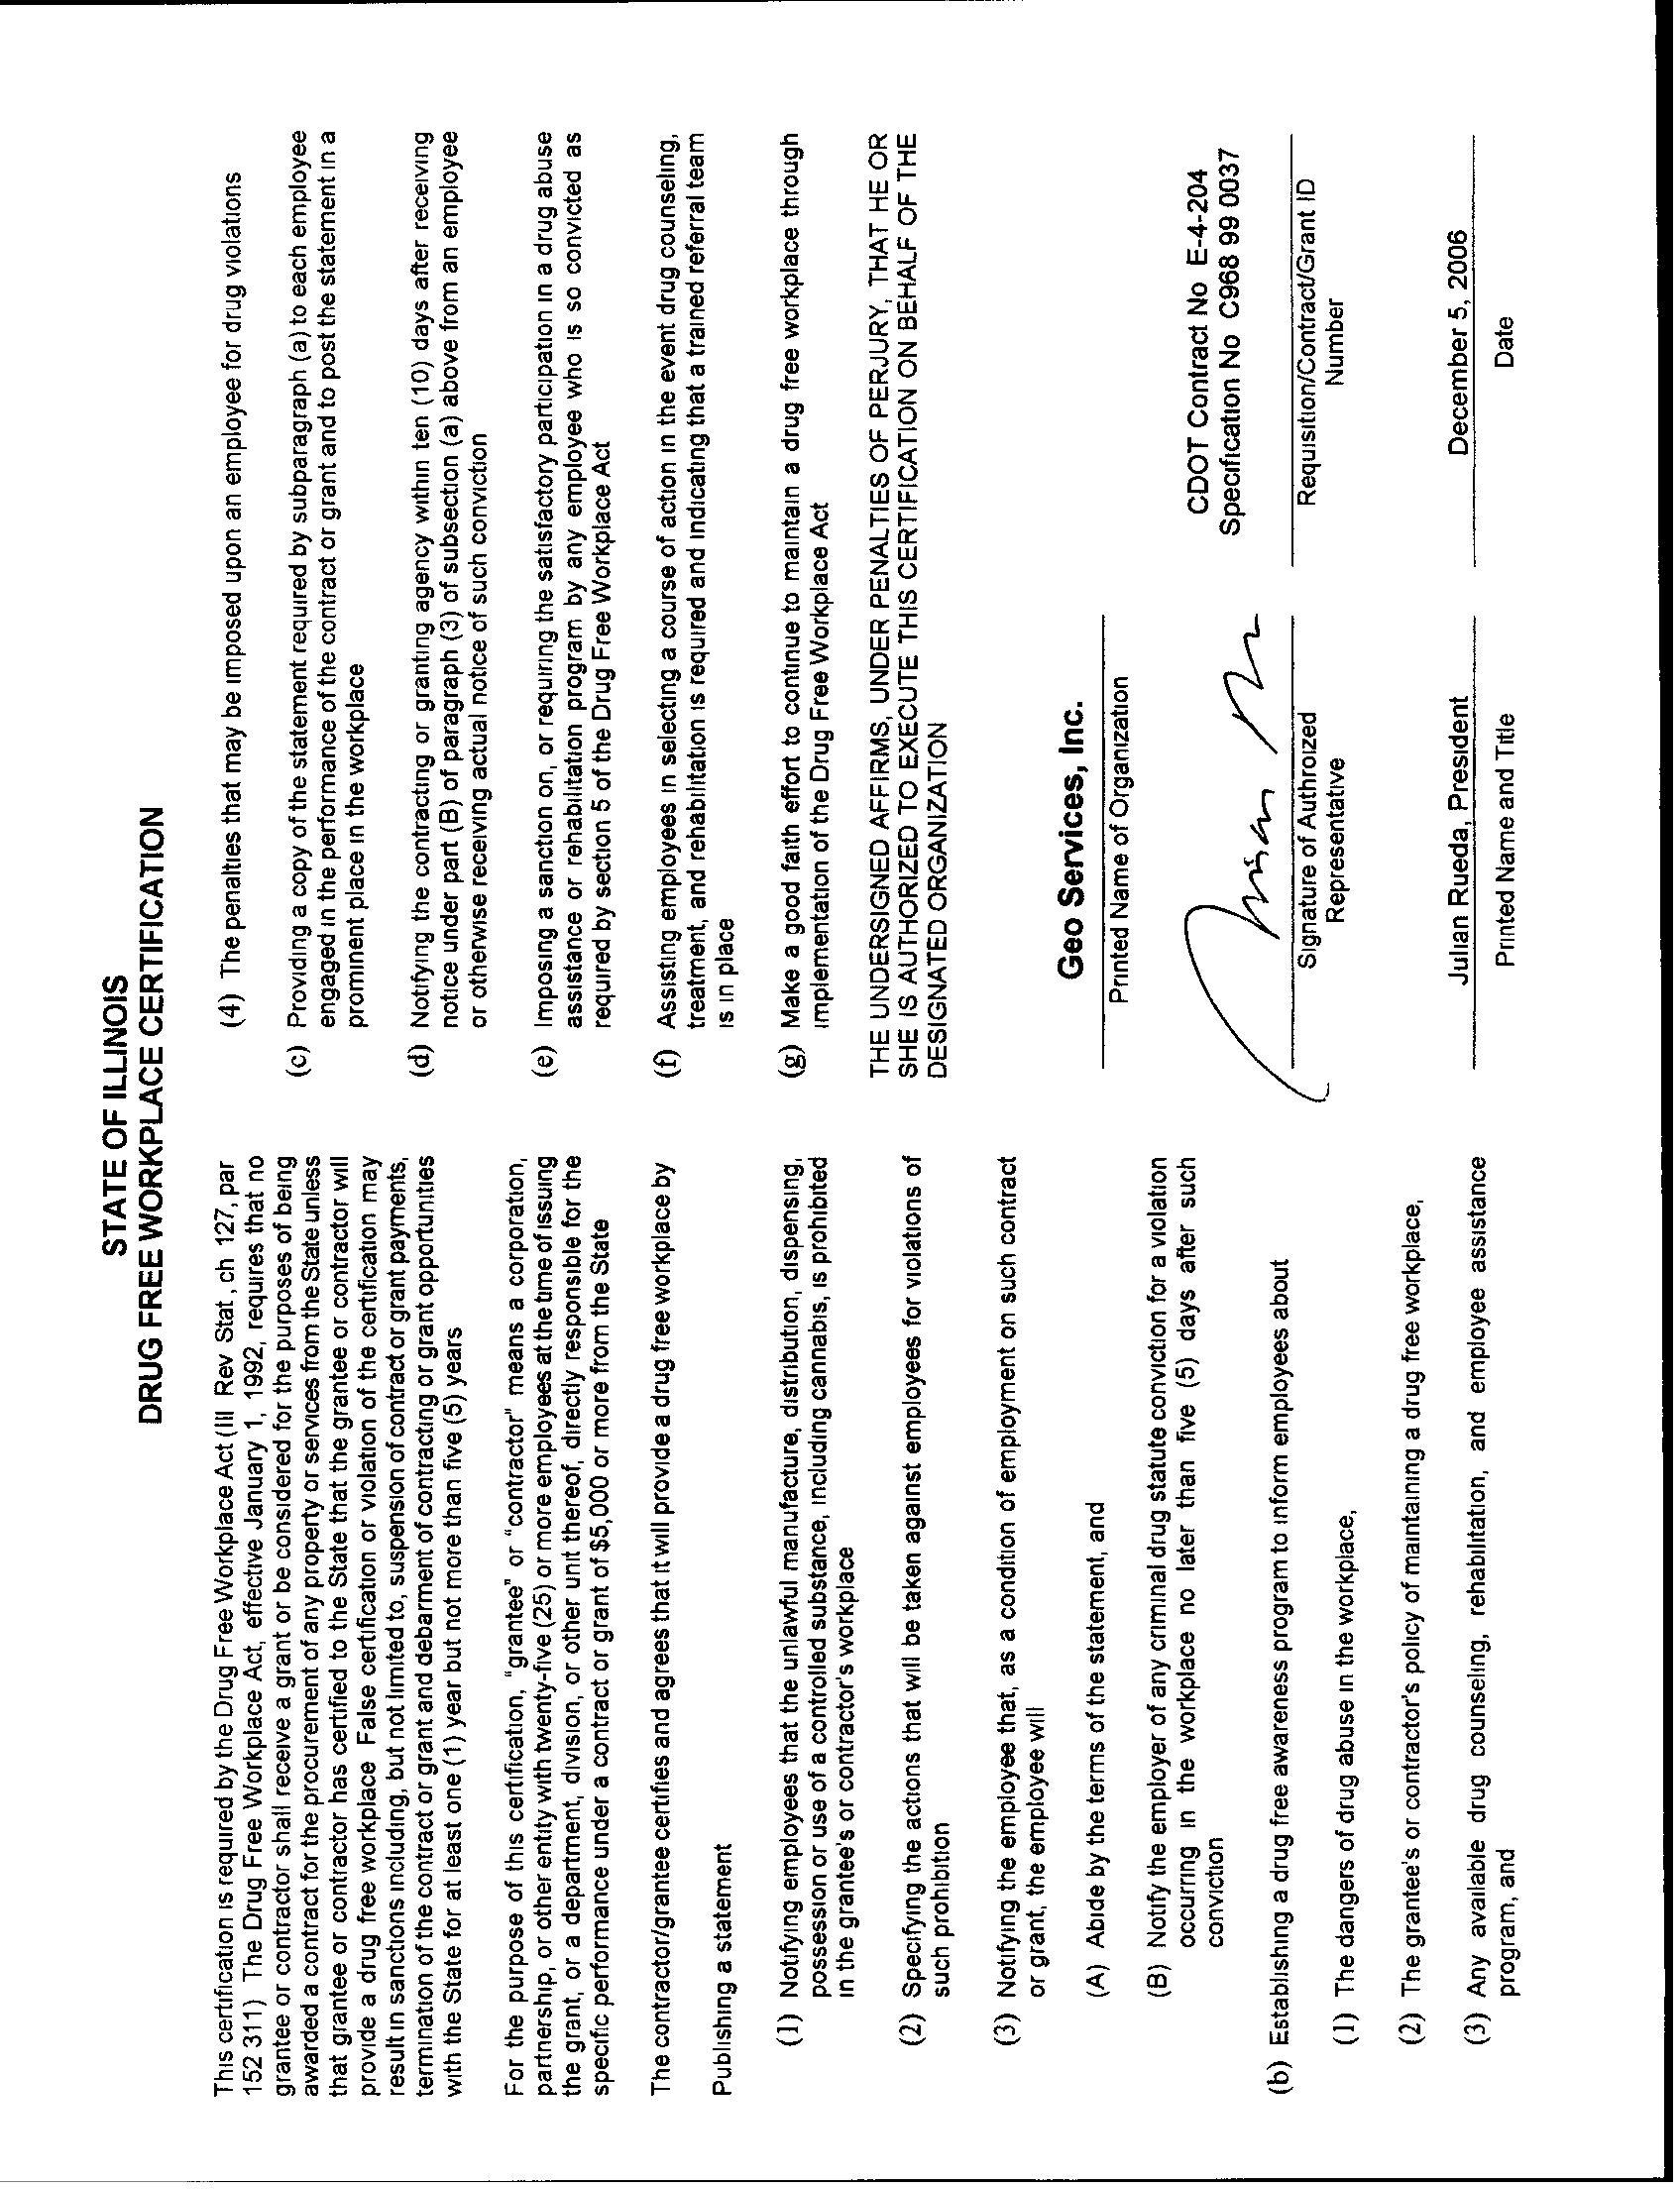 STATE OF ILLINOIS
DRUG FREE WORKPLACE CERTIFICATION
This certification is required by the Drug Free Workplace Act (Ill Rev Stat, ch 127, par
152 311) The Drug Free Workplace Act, effective January 1, 1992, requires that no
grantee or contractor shall receive a grant or be considered for the purposes of being
awarded a contract for the procurement of any property or services from the State unless
that grantee or contractor has certified to the State that the grantee or contractor will
provide a drug free workplace False certification or violation of the certification may
result in sanctions including, but not limited to, suspension of contract or grant payments,
termination of the contract or grant and debarment of contracting or grant opportunities
with the State for at least one (1) year but not more than five (5) years
For the purpose of this certification, "grantee" or "contractor" means a corporation,
partnership, or other entity with twenty-five (25) or more employees at the time of issuing
the grant, or a department, division, or other unit thereof, directly responsible for the
specific performance under a contract or grant of $5,000 or more from the State
The contractor/grantee certifies and agrees that it will provide a drug free workplace by
Publishing a statement
(1) Notifying employees that the unlawful manufacture, distribution, dispensing,
possession or use of a controlled substance, including cannabis, is prohibited
in the grantee's or contractor's workplace
(2) Specifying the actions that will be taken against employees for violations of
such prohibition
(3) Notifying the employee that, as a condition of employment on such contract
or grant, the employee will
(A) Abide by the terms of the statement, and
(B) Notify the employer of any criminal drug statute conviction for a violation
occurring in the workplace no later than five (5) days after such
conviction
(b) Establishing a drug free awareness program to inform employees about
(1) The dangers of drug abuse in the workplace,
(2) The grantee's or contractor's policy of maintaining a drug free workplace,
(3) Any available drug counseling, rehabilitation, and employee assistance
program, and
(4) The penalties that may be imposed upon an employee for drug violations
(c) Providing a copy of the statement required by subparagraph (a) to each employee
engaged in the performance of the contract or grant and to post the statement in a
prominent place in the workplace
(d) Notifying the contracting or granting agency within ten (10) days after receiving
notice under part (B) of paragraph (3) of subsection (a) above from an employee
or otherwise receiving actual notice of such conviction
(e) Imposing a sanction on, or requiring the satisfactory participation in a drug abuse
assistance or rehabilitation program by any employee who is so convicted as
required by section 5 of the Drug Free Workplace Act
(f) Assisting employees in selecting a course of action in the event drug counseling,
treatment, and rehabilitation is required and indicating that a trained referral team
is in place
(g) Make a good faith effort to continue to maintain a drug free workplace through
implementation of the Drug Free Workplace Act
THE UNDERSIGNED AFFIRMS, UNDER PENALTIES OF PERJURY, THAT HE OR
SHE IS AUTHORIZED TO EXECUTE THIS CERTIFICATION ON BEHALF OF THE
DESIGNATED ORGANIZATION
Geo Services, Inc.
Printed Name of Organization
CDOT Contract No E-4-204
Specification No C968 99 0037
Signature of Authroized
Representative
Requisition/Contract/Grant ID
Number
Julian Rueda, President
December 5, 2006
Printed Name and Title
Date